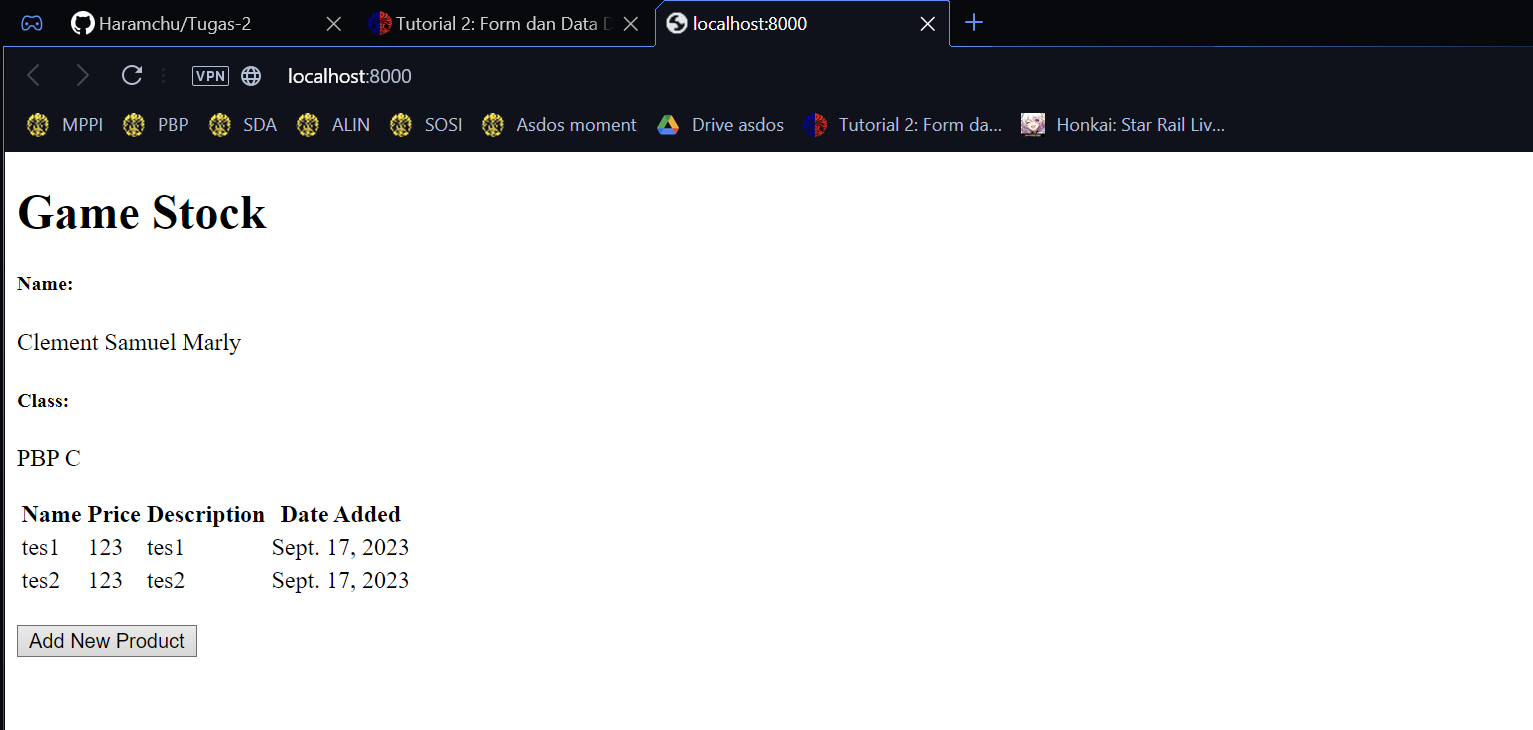 Haramchu/Tugas-2
Tutorial 2: Form dan Data D
localhost:8000
VPN localhost:8000
MPPI PBP SDA ALIN SOSI Asdos moment Drive asdos Tutorial 2: Form da... Honkai: Star Rail Liv...
Game Stock
Name:
Clement Samuel Marly
Class:
PBP C
Name Price Description Date Added
tes1 123 tes1 Sept. 17, 2023
tes2 123 tes2 Sept. 17, 2023
Add New Product